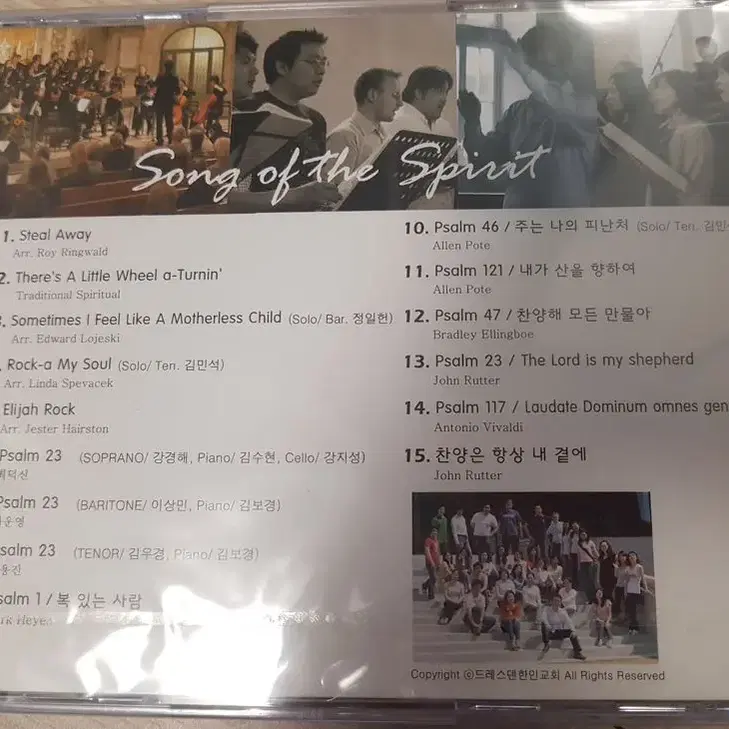 Song of the Spirit
1. Steal Away
Arr. Roy Ringwald
2. There's A Little Wheel a-Turnin'
Traditional Spiritual
Sometimes I Feel Like A Motherless Child (Solo/ Bar. 정일헌)
Arr. Edward Lojeski
Rock-a My Soul (Solo/ Ten. 김민석)
Arr. Linda Spevacek
Elijah Rock
Arr. Jester Hairston
Psalm 23 (SOPRANO/ 강경해, Piano/ 김수현, Cello/ 강지성)
Psalm 23 (BARITONE/ 이상민, Piano/ 김보경)
Psalm 23 (TENOR/ 김우경, Piano/ 김보경)
Psalm 1 / 복 있는 사람
10. Psalm 46 / 주는 나의 피난처 (Solo/ Ten.
Allen Pote
11. Psalm 121 / 내가 산을 향하여
Allen Pote
12. Psalm 47 / 찬양해 모든 만물아
Bradley Ellingboe
13. Psalm 23 / The Lord is my shepherd
John Rutter
14. Psalm 117 / Laudate Dominum omnes gen
Antonio Vivaldi
15. 찬양은 항상 내 곁에
John Rutter
Copyright ⓒ드레스덴한인교회 All Rights Reserved